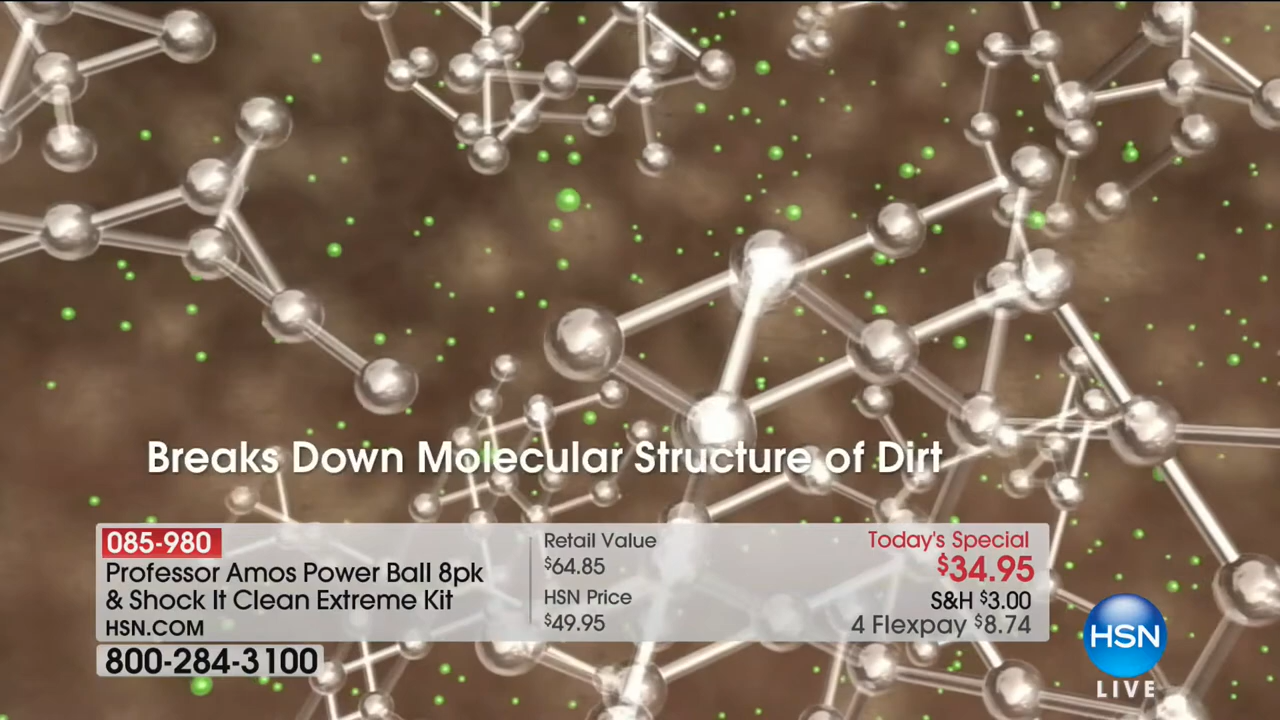 Breaks Down Molecular Structure of Dirt
085-980
Professor Amos Power Ball 8pk
& Shock It Clean Extreme Kit
HSN.COM
800-284-3100
Retail Value
$64.85
HSN Price
$49.95
Today's Special
$34.95
S&H $3.00
4 Flexpay $8.74
HSN
LIVE